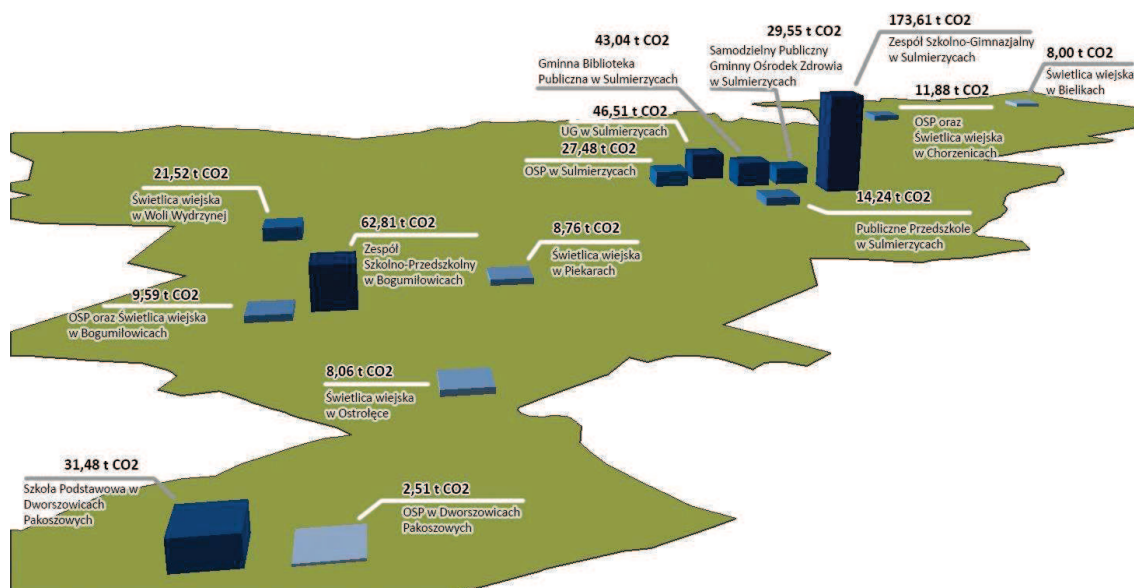 173,61 t CO2
Zespół Szkolno-Gimnazjalny
w Sulmierzycach
29,55 t CO2
Samodzielny Publiczny
Gminny Ośrodek Zdrowia
w Sulmierzycach
43,04 t CO2
Gminna Biblioteka
Publiczna w Sulmierzycach
8,00 t CO2
Świetlica wiejska
w Bielikach
11,88 t CO2
OSP oraz
Świetlica wiejska
w Chorzenicach
46,51 t CO2
UG w Sulmierzycach
27,48 t CO2
OSP w Sulmierzycach
21,52 t CO2
Świetlica wiejska
w Woli Wydrzynej
14,24 t CO2
Publiczne Przedszkole
w Sulmierzycach
62,81 t CO2
Zespół
Szkolno-Przedszkolny
w Bogumiłowicach
8,76 t CO2
Świetlica wiejska
w Piekarach
9,59 t CO2
OSP oraz Świetlica wiejska
w Bogumiłowicach
8,06 t CO2
Świetlica wiejska
w Ostrołęce
31,48 t CO2
Szkoła Podstawowa w
Dworszowicach
Pakoszowych
2,51 t CO2
OSP w Dworszowicach
Pakoszowych